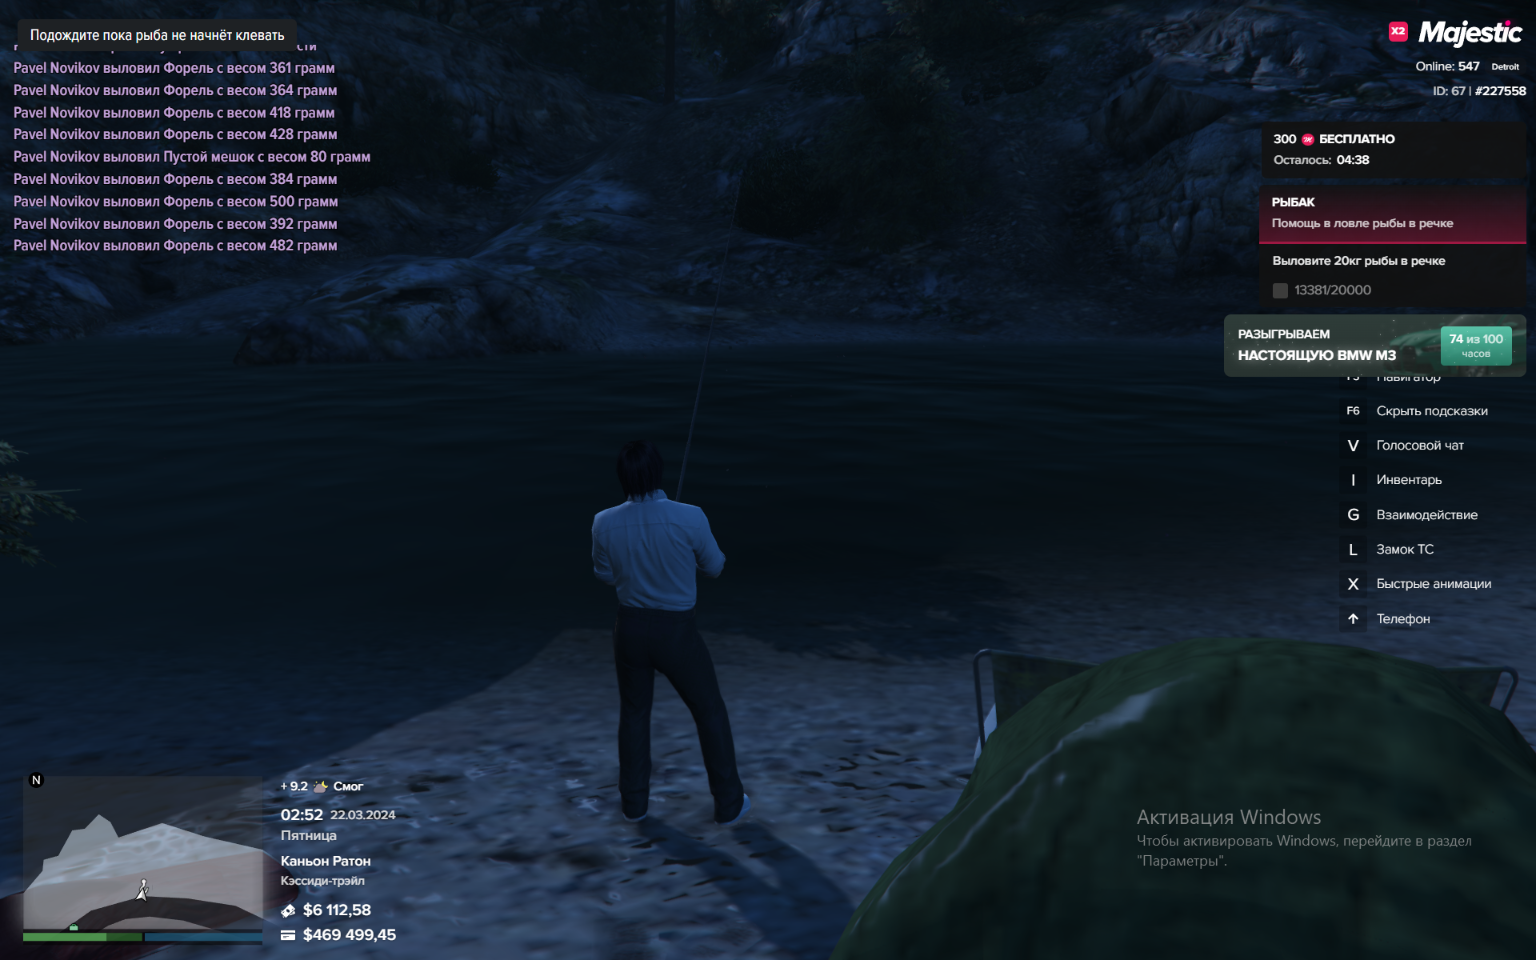 Подождите пока рыба не начнёт клевать
Pavel Novikov выловил Форель с весом 361 грамм
Pavel Novikov выловил Форель с весом 364 грамм
Pavel Novikov выловил Форель с весом 418 грамм
Pavel Novikov выловил Форель с весом 428 грамм
Pavel Novikov выловил Пустой мешок с весом 80 грамм
Pavel Novikov выловил Форель с весом 384 грамм
Pavel Novikov выловил Форель с весом 500 грамм
Pavel Novikov выловил Форель с весом 392 грамм
Pavel Novikov выловил Форель с весом 482 грамм
X2 Majestic
Online: 547 Detroit
ID: 67 | #227558
300 БЕСПЛАТНО
Осталось: 04:38
РЫБАК
Помощь в ловле рыбы в речке
Выловите 20кг рыбы в речке
13381/20000
РАЗЫГРЫВАЕМ
НАСТОЯЩУЮ BMW M3
74 из 100
часов
Навигатор
F6 Скрыть подсказки
V Голосовой чат
I Инвентарь
G Взаимодействие
L Замок ТС
X Быстрые анимации
↑ Телефон
N
+9.2 Смог
02:52 22.03.2024
Пятница
Каньон Ратон
Кэссиди-трэйл
$6 112,58
$469 499,45
Активация Windows
Чтобы активировать Windows, перейдите в раздел
"Параметры".